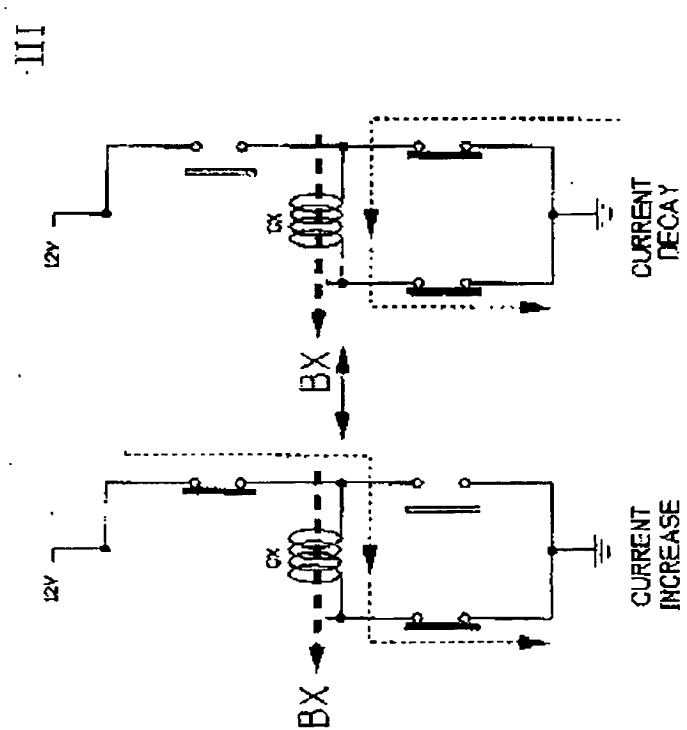 III
12V
12V
CX
CX
BX
BX
CURRENT
INCREASE
CURRENT
DECAY